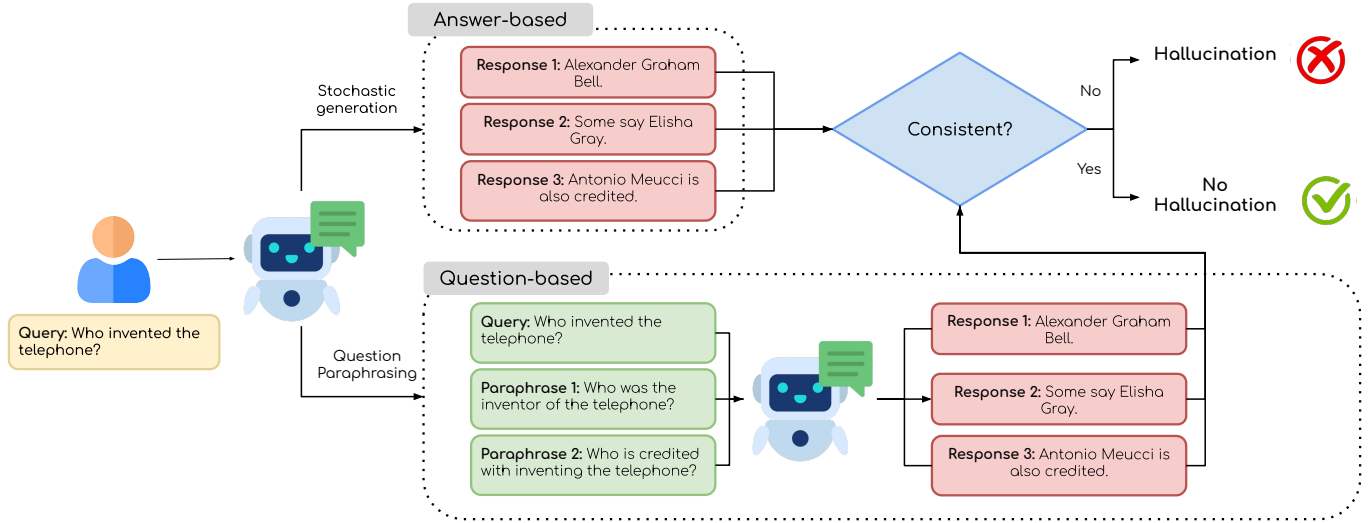 Answer-based
Response 1: Alexander Graham
Bell.
Response 2: Some say Elisha
Gray.
Response 3: Antonio Meucci is
also credited.
Stochastic
generation
Consistent?
No
Yes
Hallucination
No
Hallucination
Query: Who invented the
telephone?
Question
Paraphrasing
Question-based
Query: Who invented the
telephone?
Paraphrase 1: Who was the
inventor of the telephone?
Paraphrase 2: Who is credited
with inventing the telephone?
Response 1: Alexander Graham
Bell.
Response 2: Some say Elisha
Gray.
Response 3: Antonio Meucci is
also credited.